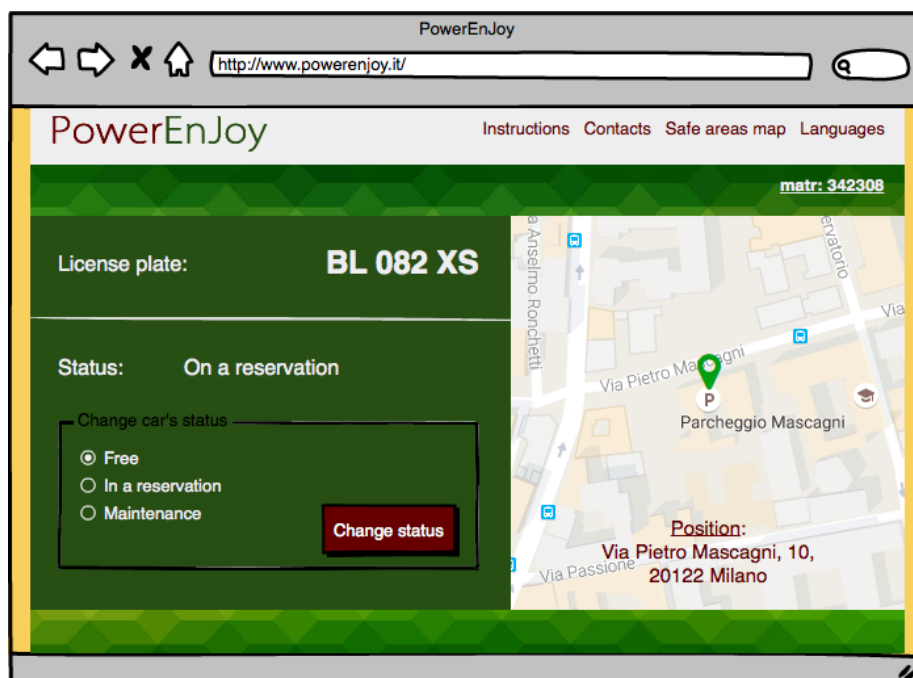 PowerEnJoy
http://www.powerenjoy.it/
PowerEnJoy
Instructions Contacts Safe areas map Languages
matr: 342308
License plate: BL 082 XS
Status: On a reservation
Change car's status
Free
In a reservation
Maintenance
Change status
a Anselmo Ronchetti
ervatorio
Via
Via Pietro Mascagni
P
Parcheggio Mascagni
Via Passione
Position:
Via Pietro Mascagni, 10,
20122 Milano